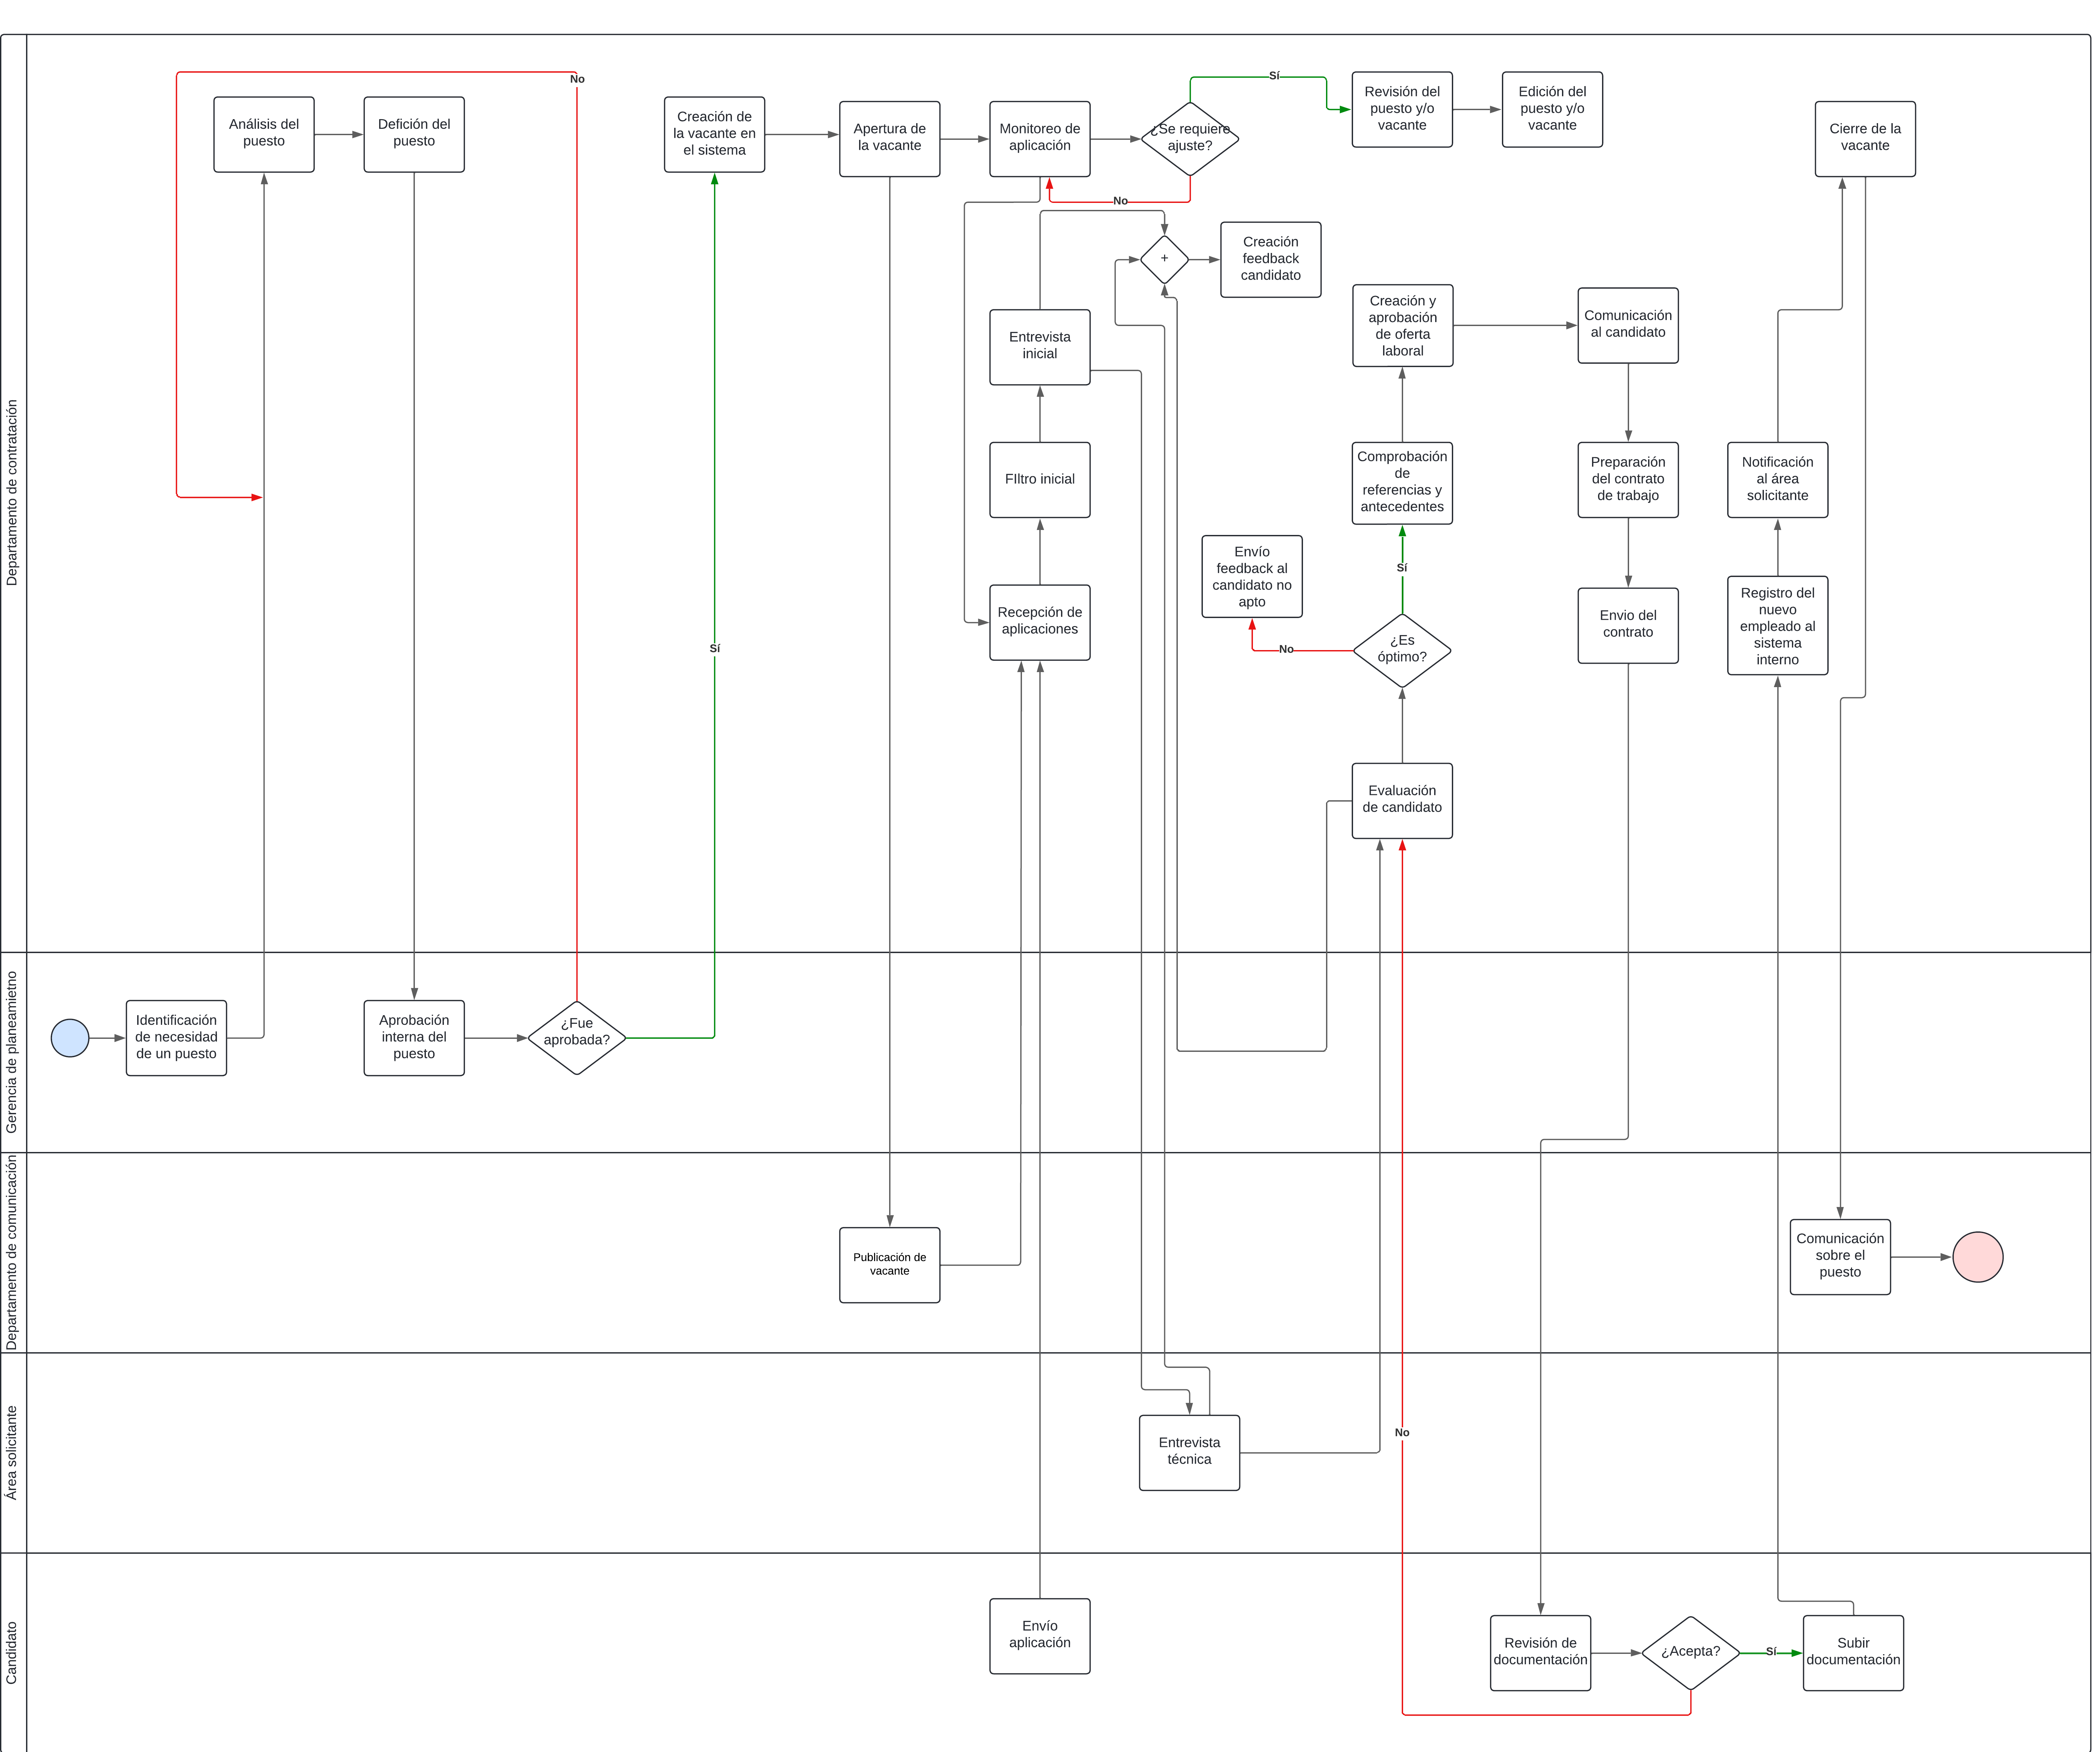 Departamento de contratación
No
Análisis del
puesto
Defición del
puesto
Creación de
la vacante en
el sistema
Apertura de
la vacante
Monitoreo de
aplicación
¿Se requiere
ajuste?
Sí
No
Revisión del
puesto y/o
vacante
Edición del
puesto y/o
vacante
Cierre de la
vacante
+
Creación
feedback
candidato
Entrevista
inicial
Creación y
aprobación
de oferta
laboral
Comunicación
al candidato
FIltro inicial
Comprobación
de
referencias y
antecedentes
Preparación
del contrato
de trabajo
Notificación
al área
solicitante
Recepción de
aplicaciones
Envío
feedback al
candidato no
apto
Sí
No
¿Es
óptimo?
Envio del
contrato
Registro del
nuevo
empleado al
sistema
interno
Sí
Evaluación
de candidato
Gerencia de planeamietno
Identificación
de necesidad
de un puesto
Aprobación
interna del
puesto
¿Fue
aprobada?
Departamento de comunicación
Publicación de
vacante
Comunicación
sobre el
puesto
Área solicitante
Entrevista
técnica
No
Candidato
Envío
aplicación
Revisión de
documentación
¿Acepta?
Sí
Subir
documentación